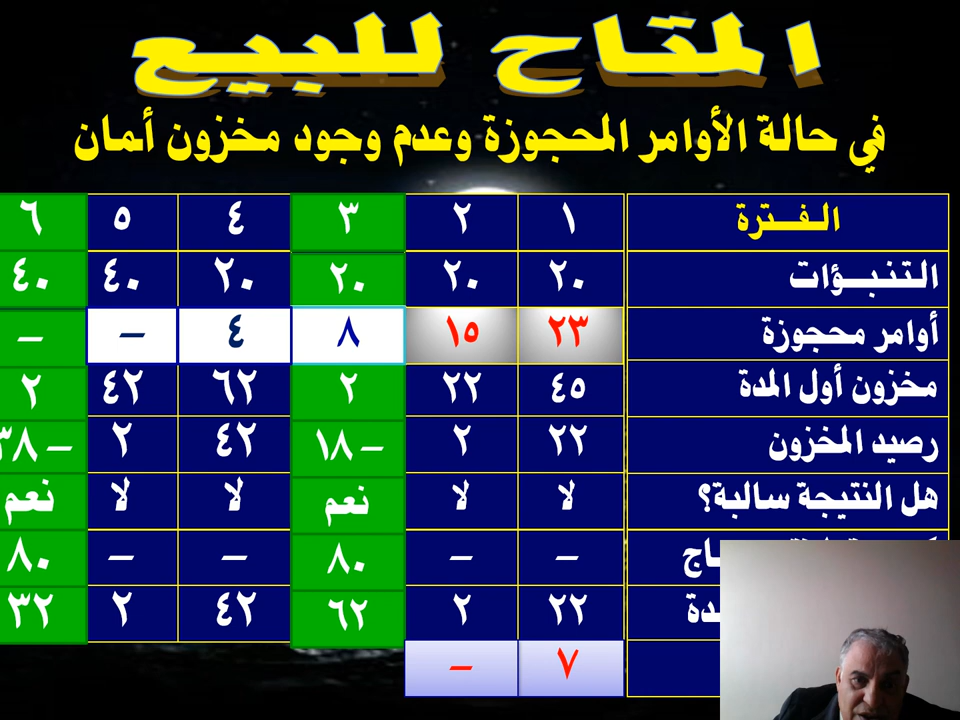 المتاح للبيع
في حالة الأوامر المحجوزة وعدم وجود مخزون أمان
الفترة ١ ٢ ٣ ٤ ٥ ٦
التنبؤات ٢٠ ٢٠ ٢٠ ٢٠ ٤٠ ٤٠
أوامر محجوزة ٢٣ ١٥ ٨ ٤ – –
مخزون أول المدة ٤٥ ٢٢ ٢ ٦٢ ٤٢ ٢
رصيد المخزون ٢٢ ٢ –١٨ ٤٢ ٢ –٣٨
هل النتيجة سالبة؟ لا لا نعم لا لا نعم
– – ٨٠ – – ٨٠
٢٢ ٢ ٦٢ ٤٢ ٢ ٣٢
٧ –